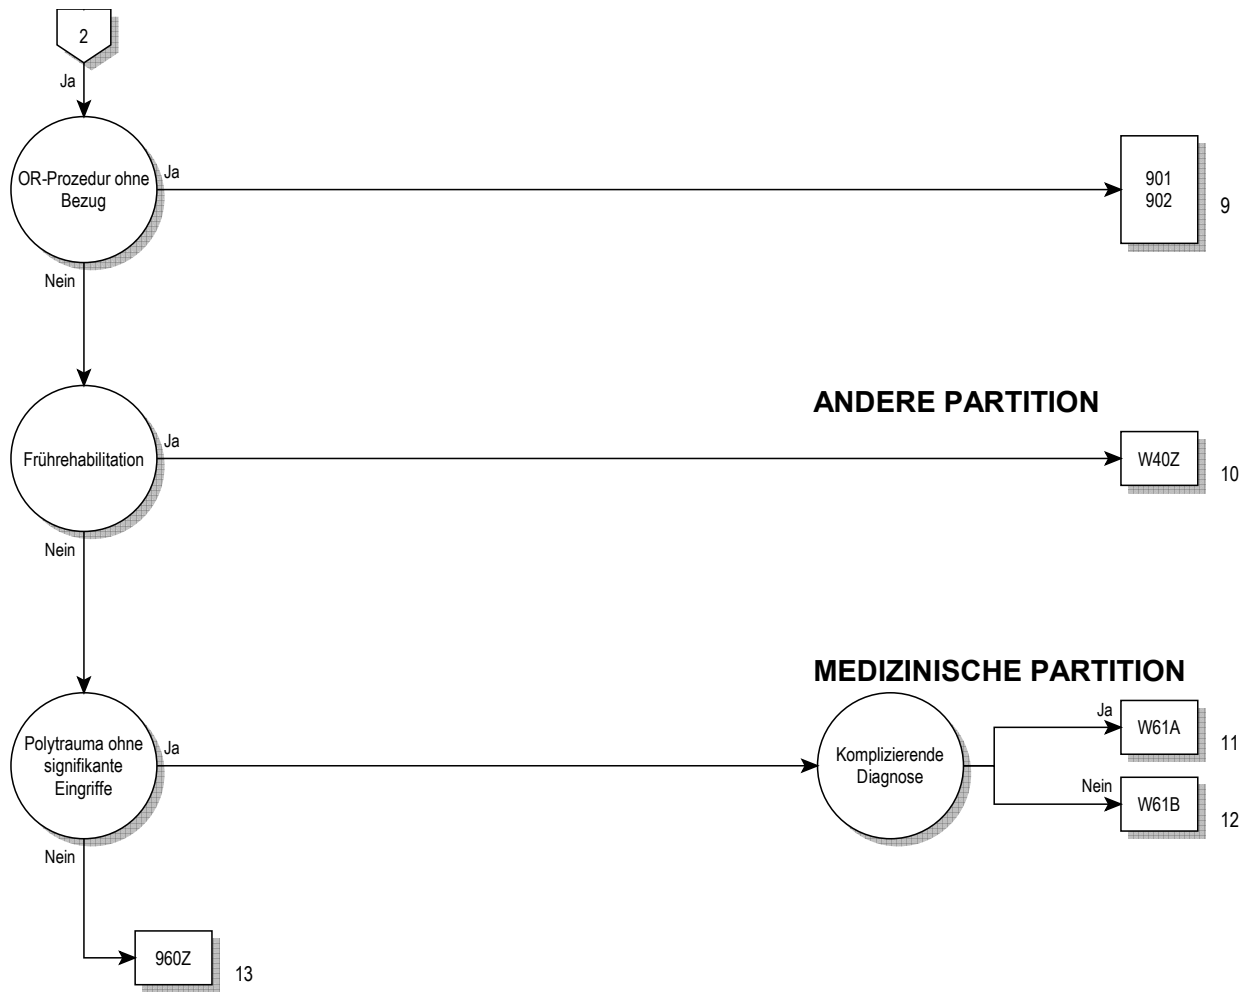 2
Ja
OR-Prozedur ohne
Bezug
Ja
901
902
9
Nein
ANDERE PARTITION
Frührehabilitation
Ja
W40Z
10
Nein
MEDIZINISCHE PARTITION
Polytrauma ohne
signifikante
Eingriffe
Ja
Komplizierende
Diagnose
Ja
W61A
11
Nein
W61B
12
Nein
960Z
13